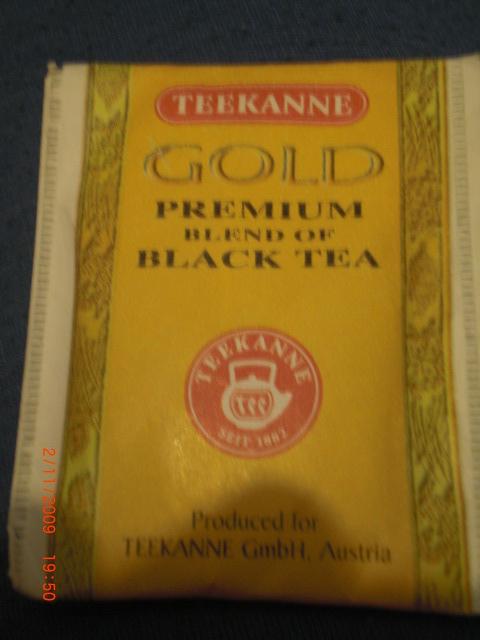 TEEKANNE
GOLD
PREMIUM
BLEND OF
BLACK TEA
TEEKANNE
tee
SEIT 1882
Produced for
TEEKANNE GmbH, Austria
2/11/2009 19:50